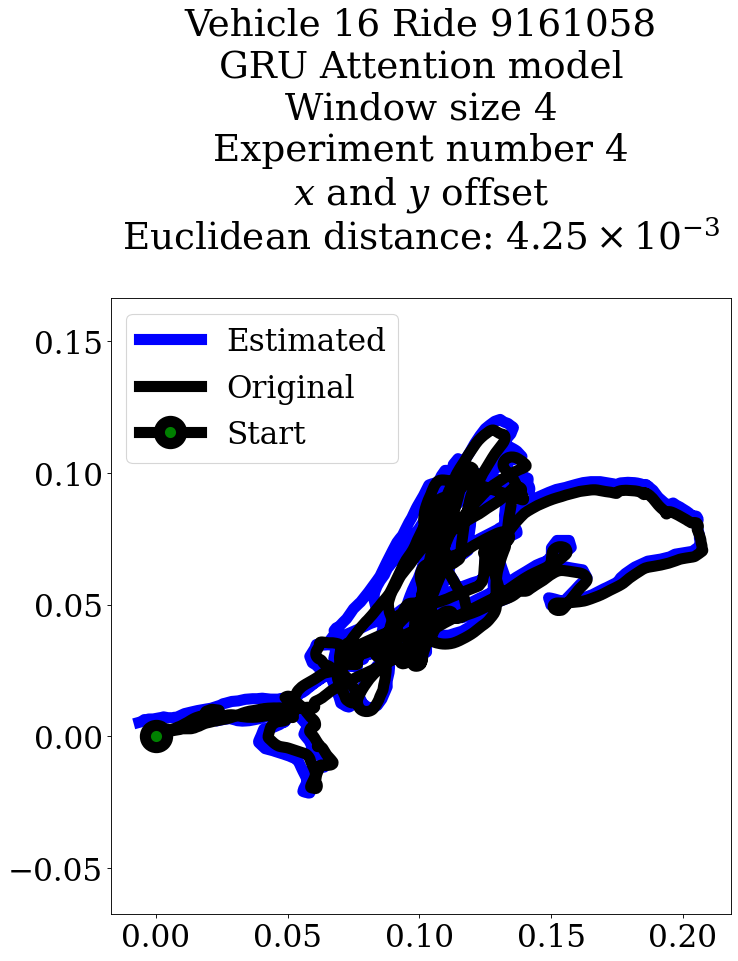 Vehicle 16 Ride 9161058
GRU Attention model
Window size 4
Experiment number 4
x and y offset
Euclidean distance: 4.25 × 10⁻³
Estimated
Original
Start
0.15
0.10
0.05
0.00
−0.05
0.00 0.05 0.10 0.15 0.20